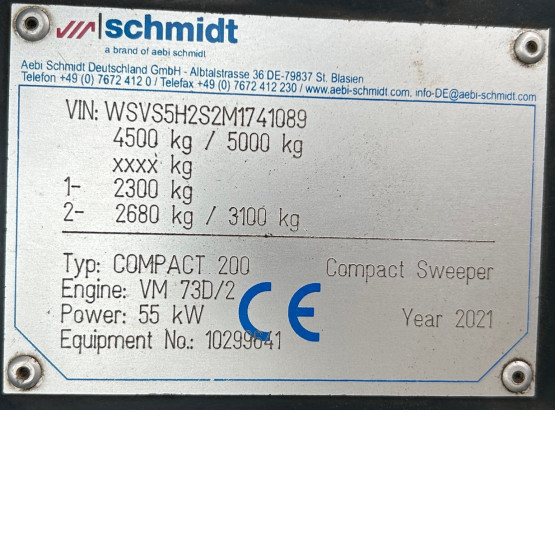 schmidt
a brand of aebi schmidt
Aebi Schmidt Deutschland GmbH - Albtalstrasse 36 DE-79837 St. Blasien
Telefon +49 (0) 7672 412 0 / Telefax +49 (0) 7672 412 230 / www.aebi-schmidt.com, info-DE@aebi-schmidt.com
VIN: WSVS5H2S2M1741089
4500 kg / 5000 kg
xxxx kg
1- 2300 kg
2- 2680 kg / 3100 kg
Typ: COMPACT 200 Compact Sweeper
Engine: VM 73D/2
Power: 55 kW CE Year 2021
Equipment No.: 10299641